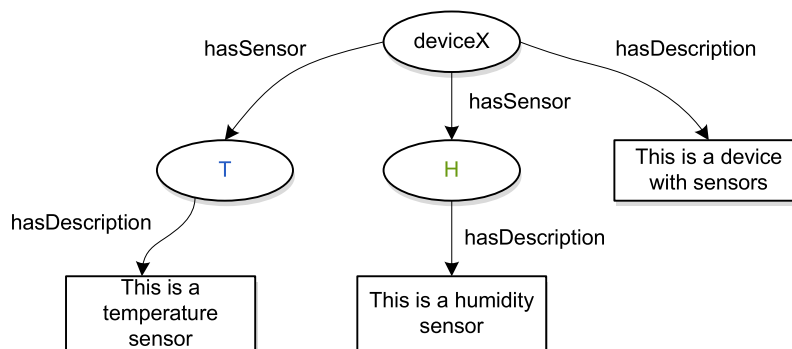 deviceX
hasSensor
hasDescription
hasSensor
T
H
This is a device
with sensors
hasDescription
hasDescription
This is a
temperature
sensor
This is a humidity
sensor